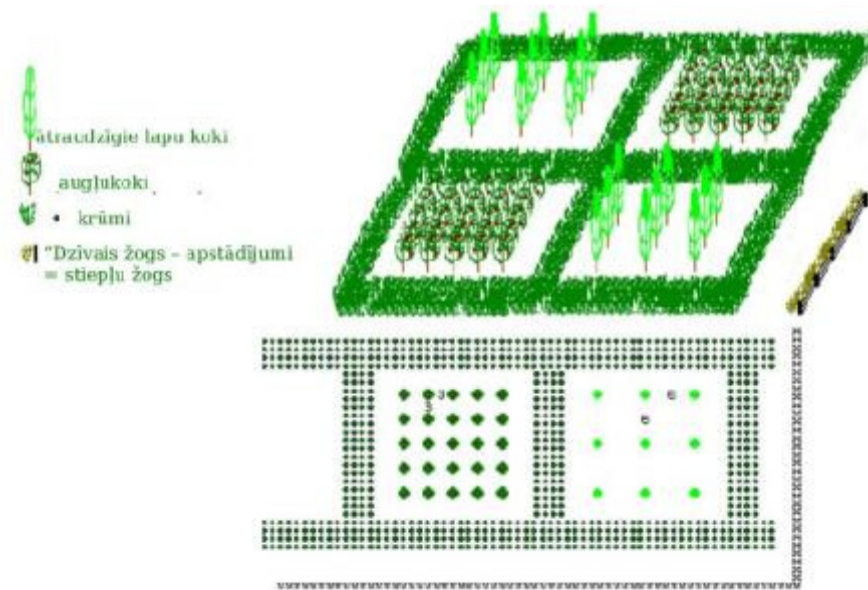 ātraudzīgie lapu koki
augļukoki
krūmi
"Dzīvais žogs – apstādījumi
= stiepļu žogs